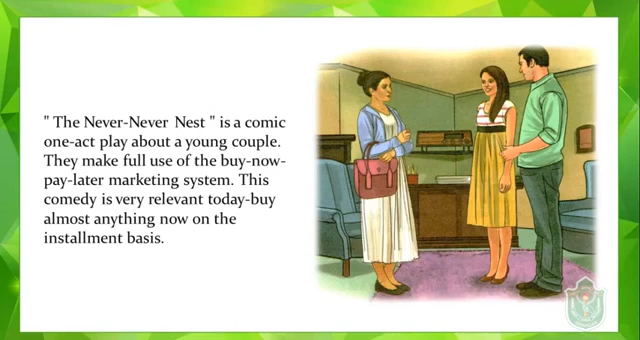 " The Never-Never Nest " is a comic
one-act play about a young couple.
They make full use of the buy-now-
pay-later marketing system. This
comedy is very relevant today-buy
almost anything now on the
installment basis.